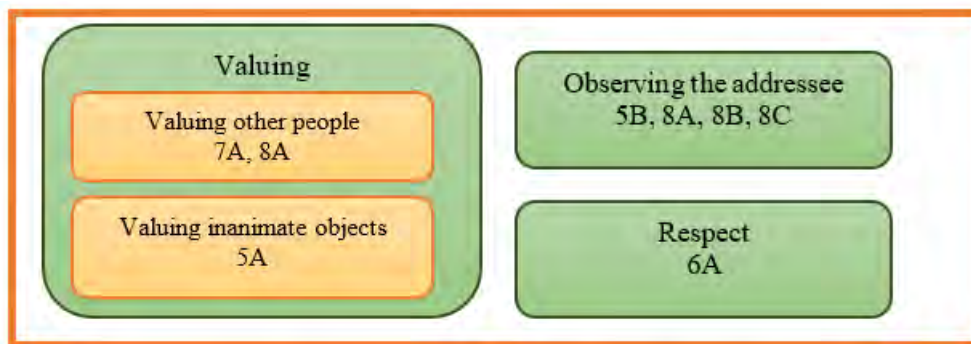 Valuing
Valuing other people
7A, 8A
Valuing inanimate objects
5A
Observing the addressee
5B, 8A, 8B, 8C
Respect
6A